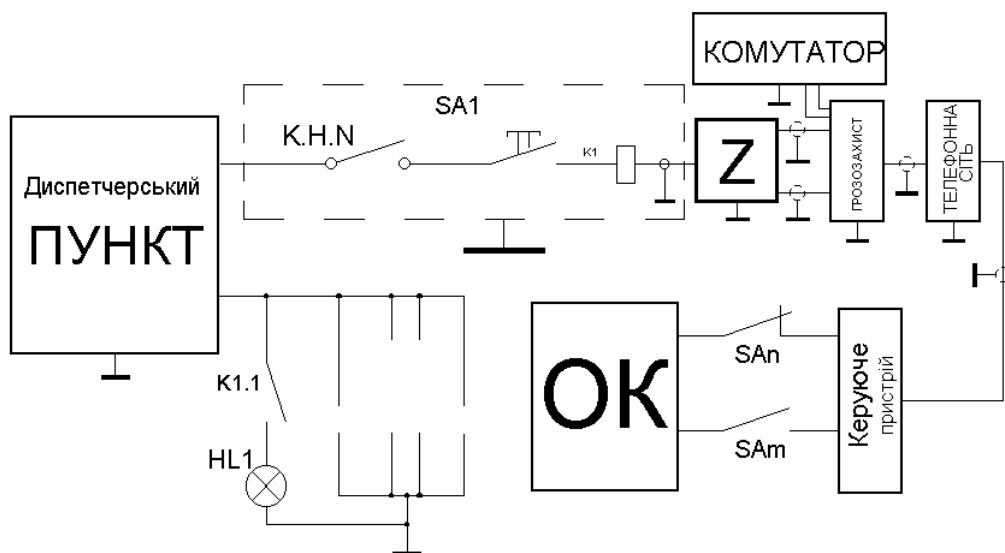 КОМУТАТОР
SA1
K.H.N
K1
Z
ГРОЗОЗАХИСТ
ТЕЛЕФОННА
СІТЬ
Диспетчерський
ПУНКТ
K1.1
HL1
ОК
SAn
SAm
Керуюче
пристрій